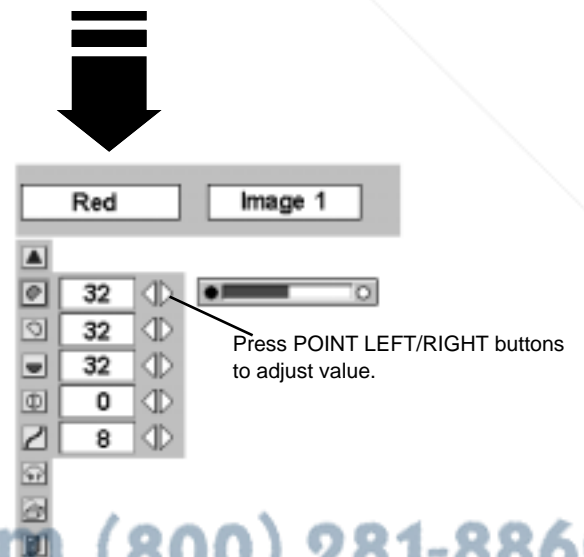 Red Image 1
32
32
32
0
8
Press POINT LEFT/RIGHT buttons
to adjust value.
(800) 281-886